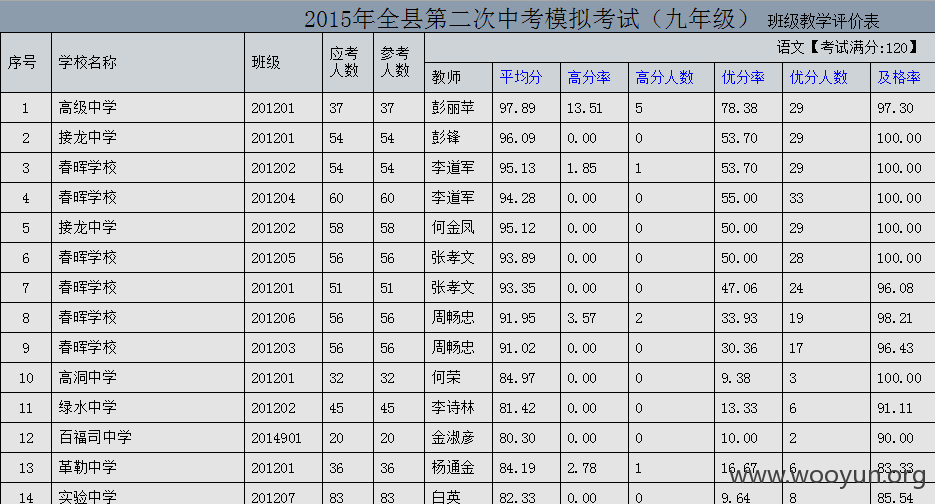 2015年全县第二次中考模拟考试（九年级） 班级教学评价表
序号 学校名称 班级 应考人数 参考人数 语文【考试满分:120】
教师 平均分 高分率 高分人数 优分率 优分人数 及格率
1 高级中学 201201 37 37 彭丽苹 97.89 13.51 5 78.38 29 97.30
2 接龙中学 201201 54 54 彭锋 96.09 0.00 0 53.70 29 100.00
3 春晖学校 201202 54 54 李道军 95.13 1.85 1 53.70 29 100.00
4 春晖学校 201204 60 60 李道军 94.28 0.00 0 55.00 33 100.00
5 接龙中学 201202 58 58 何金凤 95.12 0.00 0 50.00 29 100.00
6 春晖学校 201205 56 56 张孝文 93.89 0.00 0 50.00 28 100.00
7 春晖学校 201201 51 51 张孝文 93.35 0.00 0 47.06 24 96.08
8 春晖学校 201206 56 56 周畅忠 91.95 3.57 2 33.93 19 98.21
9 春晖学校 201203 56 56 周畅忠 91.02 0.00 0 30.36 17 96.43
10 高洞中学 201201 32 32 何荣 84.97 0.00 0 9.38 3 100.00
11 绿水中学 201202 45 45 李诗林 81.42 0.00 0 13.33 6 91.11
12 百福司中学 2014901 20 20 金淑彦 80.30 0.00 0 10.00 2 90.00
13 革勒中学 201201 36 36 杨通金 84.19 2.78 1 16.67 6 83.33
14 实验中学 201207 83 83 白英 82.33 0.00 0 9.64 8 85.54
www.wooyun.org